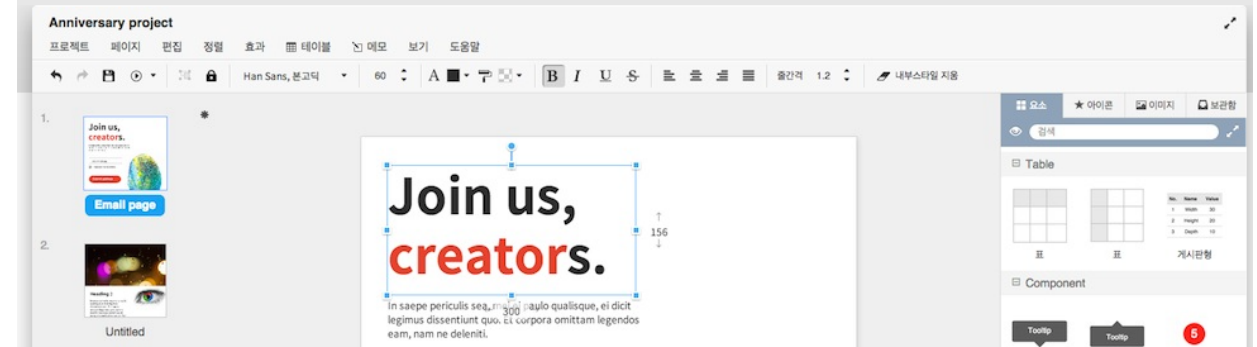 Anniversary project
프로젝트 페이지 편집 정렬 효과 테이블 메모 보기 도움말
Han Sans, 본고딕 60 A B I U S 줄간격 1.2 내부스타일 지움
요소 아이콘 이미지 보관함
검색
1.
Join us,
creators.
Email page
2.
Heading :)
Untitled
Join us,
creators.
156
300
In saepe periculis sea, paulo qualisque, ei dicit
legimus dissentiunt quo. Et corpora omittam legendos
eam, nam ne deleniti.
Table
No. Name Value
1 Width 30
2 Height 20
3 Depth 10
표 표 게시판형
Component
Tooltip Tooltip 5